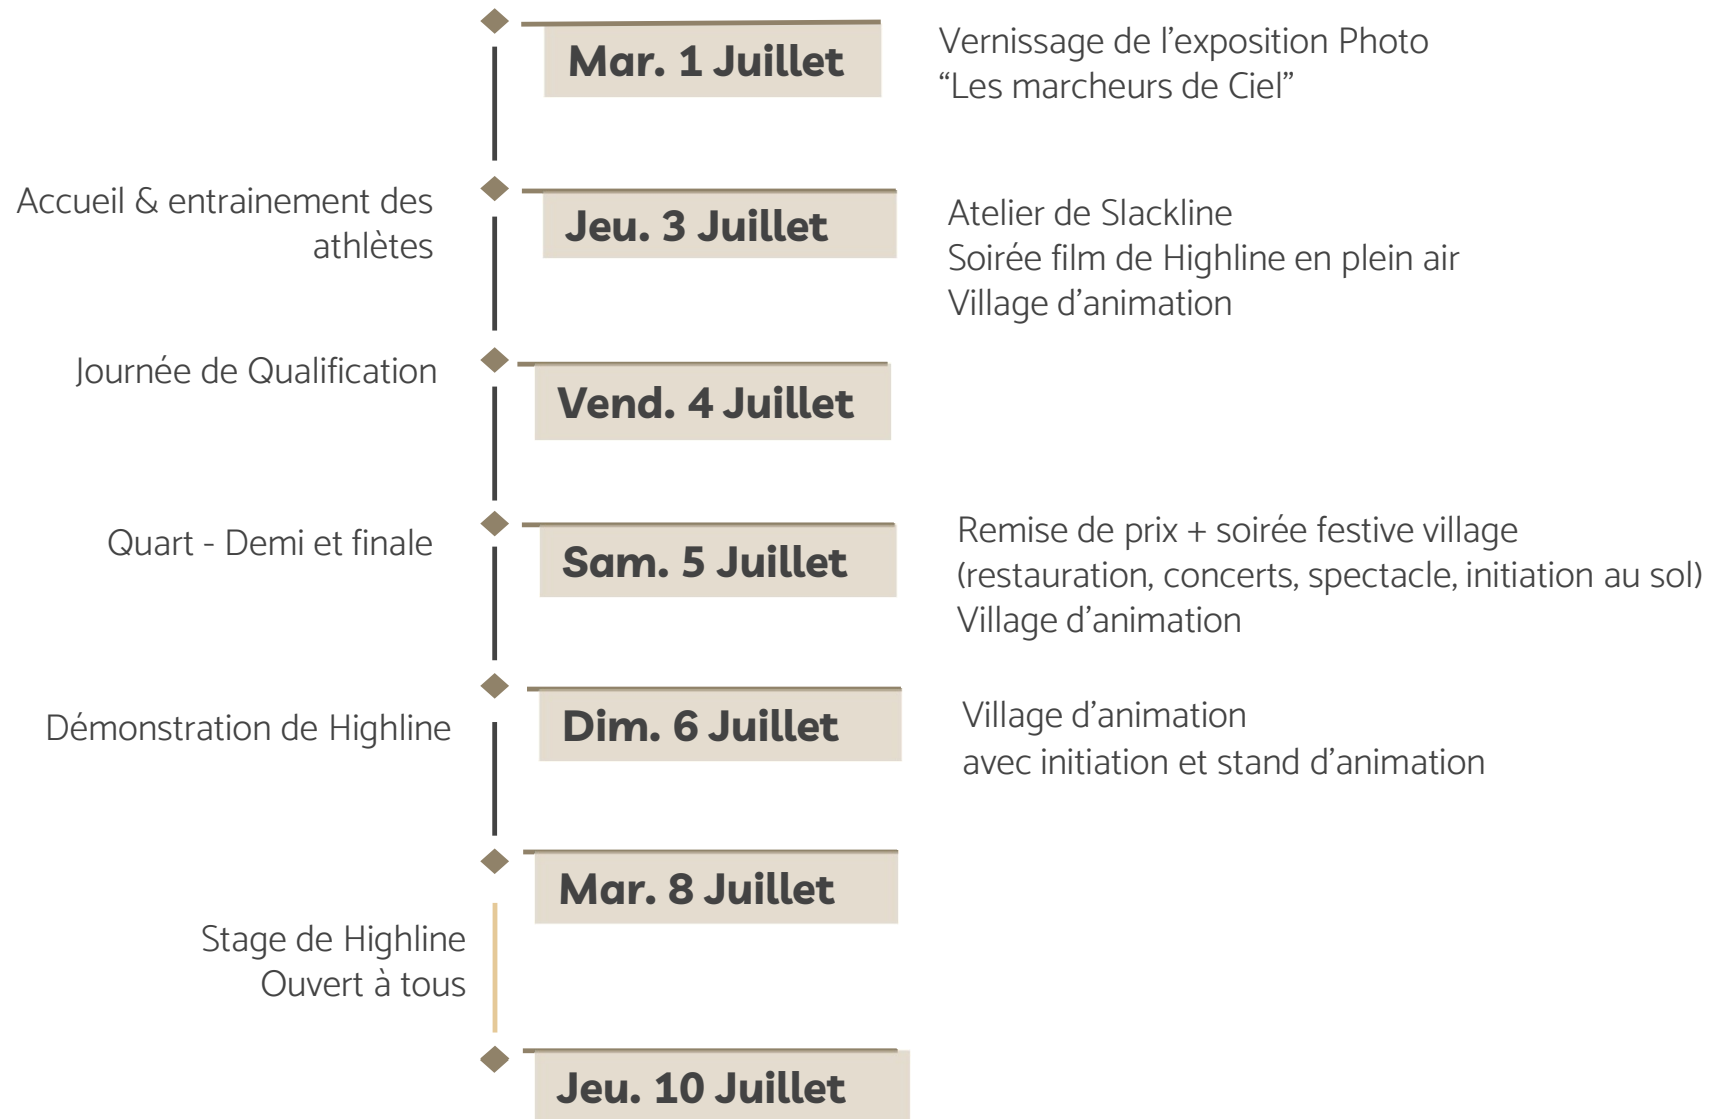 Mar. 1 Juillet
Vernissage de l'exposition Photo
“Les marcheurs de Ciel”
Accueil & entrainement des
athlètes
Jeu. 3 Juillet
Atelier de Slackline
Soirée film de Highline en plein air
Village d'animation
Journée de Qualification
Vend. 4 Juillet
Quart - Demi et finale
Sam. 5 Juillet
Remise de prix + soirée festive village
(restauration, concerts, spectacle, initiation au sol)
Village d'animation
Démonstration de Highline
Dim. 6 Juillet
Village d'animation
avec initiation et stand d'animation
Mar. 8 Juillet
Stage de Highline
Ouvert à tous
Jeu. 10 Juillet